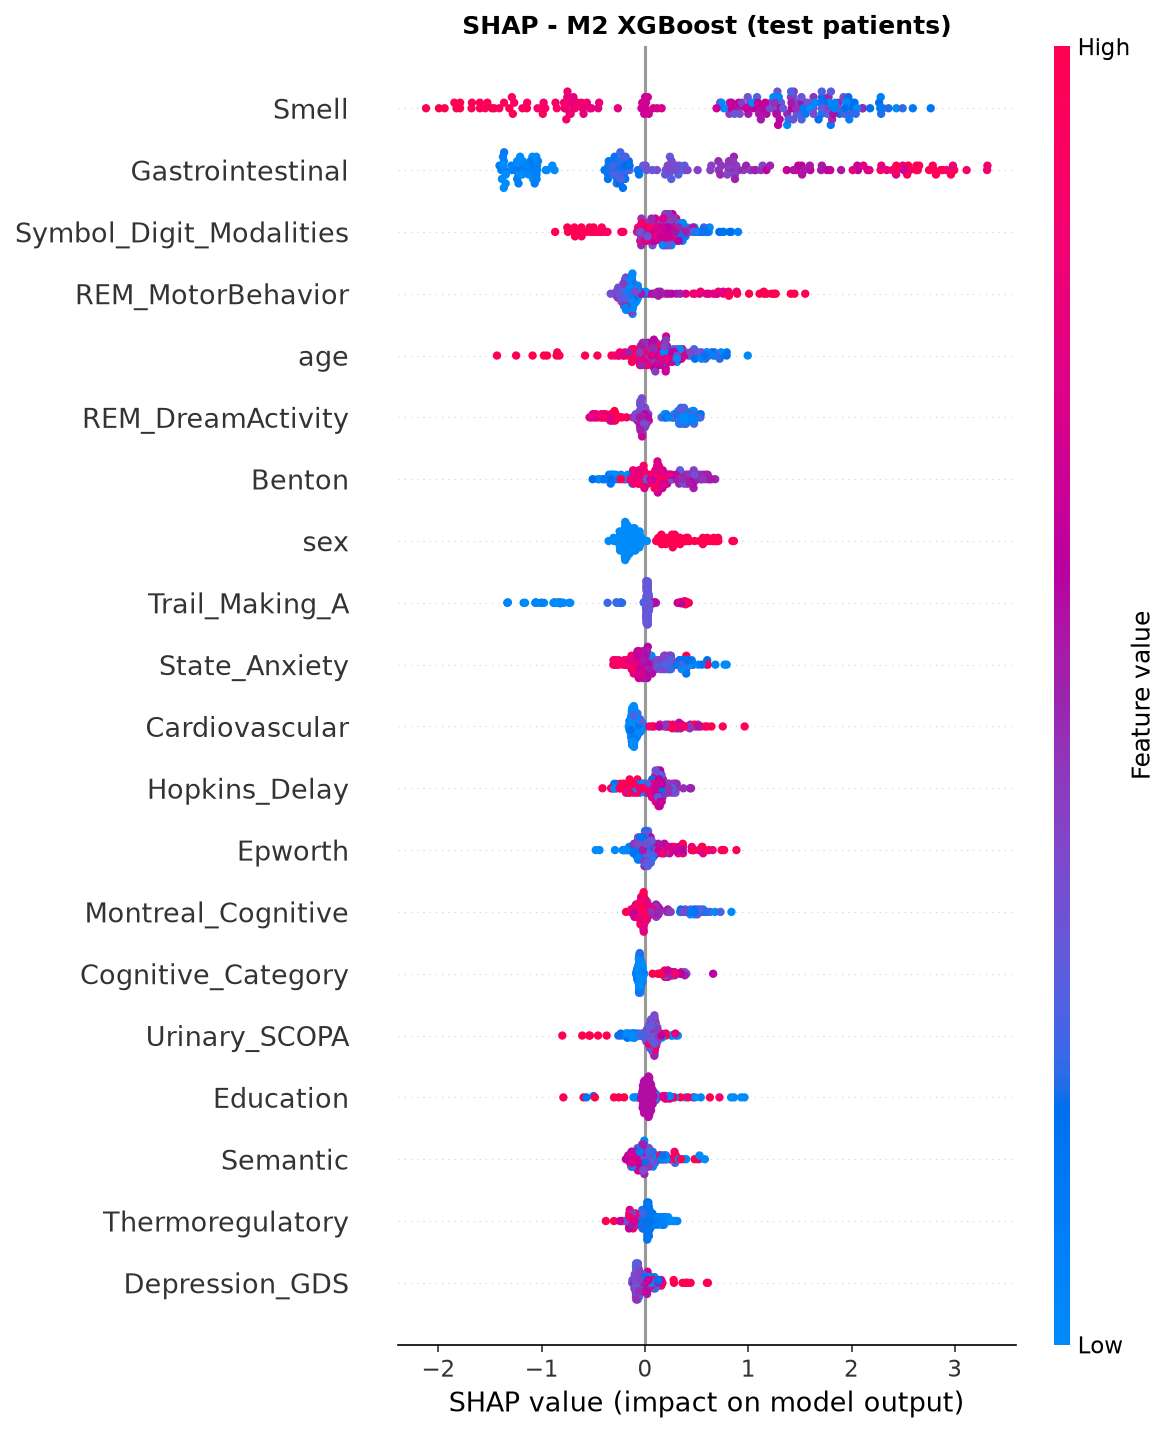 SHAP - M2 XGBoost (test patients)
High
Smell
Gastrointestinal
Symbol_Digit_Modalities
REM_MotorBehavior
age
REM_DreamActivity
Benton
sex
Trail_Making_A
State_Anxiety
Cardiovascular
Hopkins_Delay
Epworth
Montreal_Cognitive
Cognitive_Category
Urinary_SCOPA
Education
Semantic
Thermoregulatory
Depression_GDS
Feature value
Low
−2 −1 0 1 2 3
SHAP value (impact on model output)